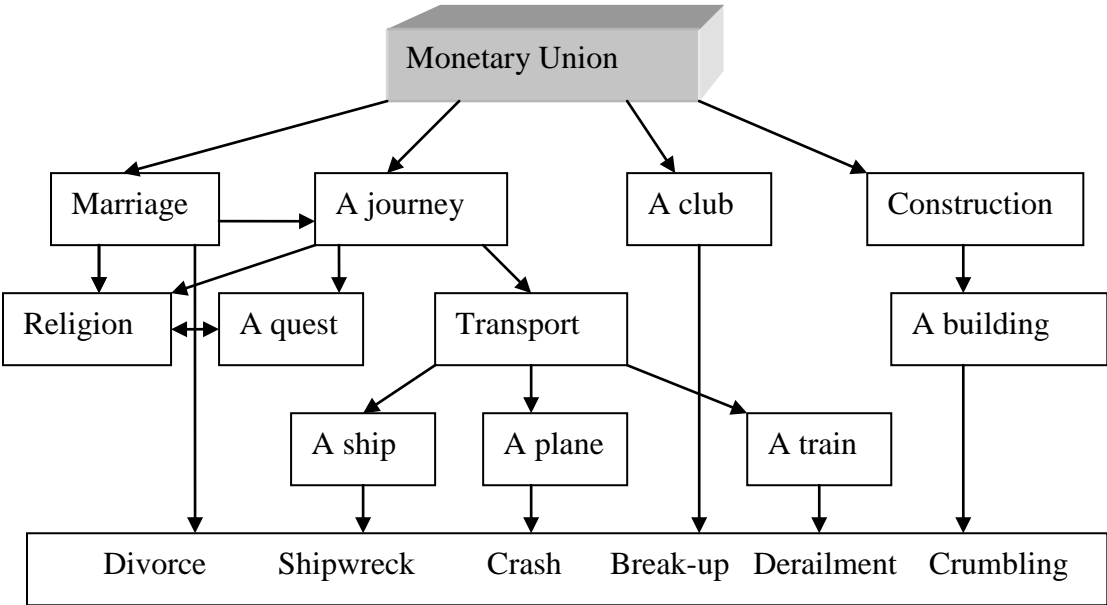 Monetary Union
Marriage
A journey
A club
Construction
Religion
A quest
Transport
A building
A ship
A plane
A train
Divorce Shipwreck Crash Break-up Derailment Crumbling